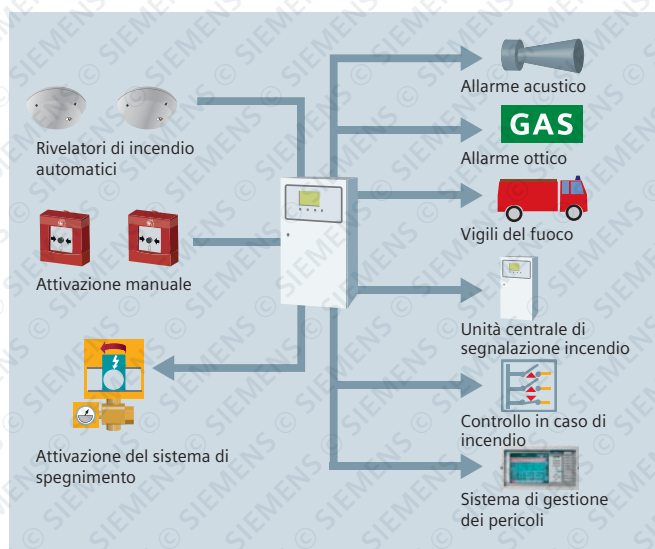 Rivelatori di incendio
automatici
Attivazione manuale
Attivazione del sistema di
spegnimento
Allarme acustico
GAS
Allarme ottico
Vigili del fuoco
Unità centrale di
segnalazione incendio
Controllo in caso di
incendio
Sistema di gestione
dei pericoli
© SIEMENS